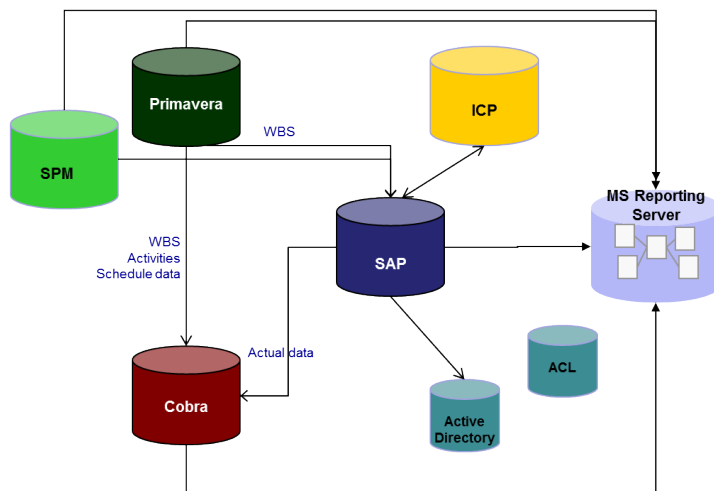 Primavera
WBS
ICP
SPM
MS Reporting
Server
WBS
Activities
Schedule data
SAP
Actual data
ACL
Cobra
Active
Directory